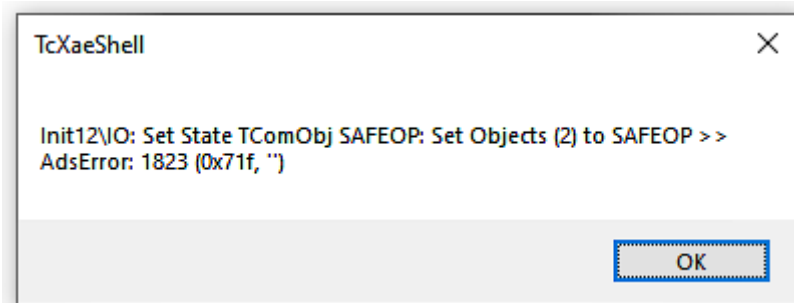 TcXaeShell
Init12\IO: Set State TComObj SAFEOP: Set Objects (2) to SAFEOP >>
AdsError: 1823 (0x71f, '')
OK